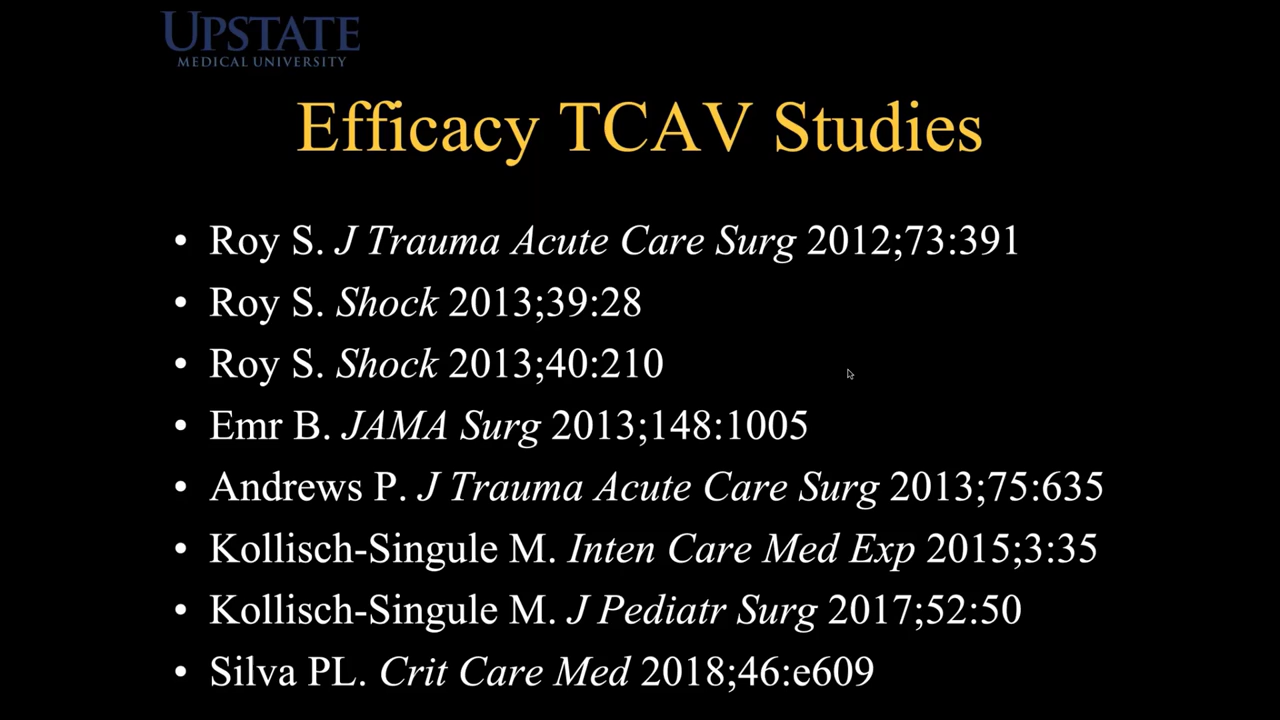 UPSTATE
MEDICAL UNIVERSITY
Efficacy TCAV Studies
• Roy S. J Trauma Acute Care Surg 2012;73:391
• Roy S. Shock 2013;39:28
• Roy S. Shock 2013;40:210
• Emr B. JAMA Surg 2013;148:1005
• Andrews P. J Trauma Acute Care Surg 2013;75:635
• Kollisch-Singule M. Inten Care Med Exp 2015;3:35
• Kollisch-Singule M. J Pediatr Surg 2017;52:50
• Silva PL. Crit Care Med 2018;46:e609